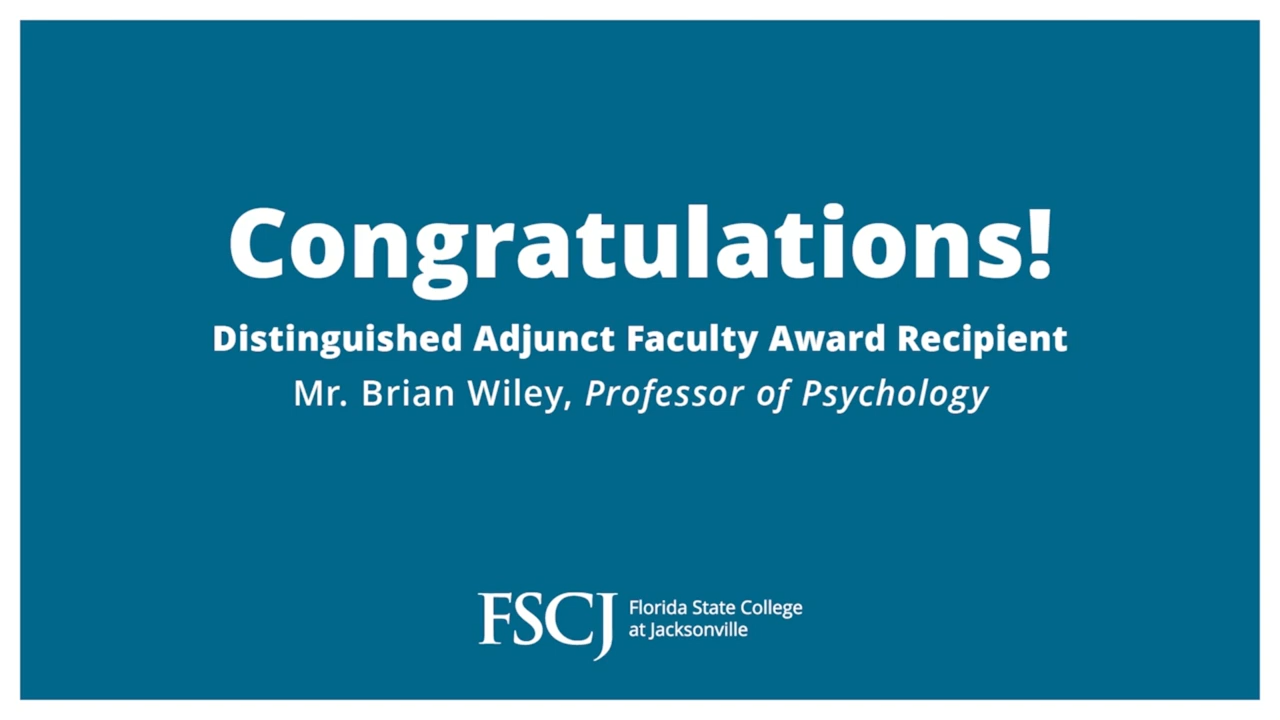 Congratulations!
Distinguished Adjunct Faculty Award Recipient
Mr. Brian Wiley, Professor of Psychology
FSCJ
Florida State College
at Jacksonville